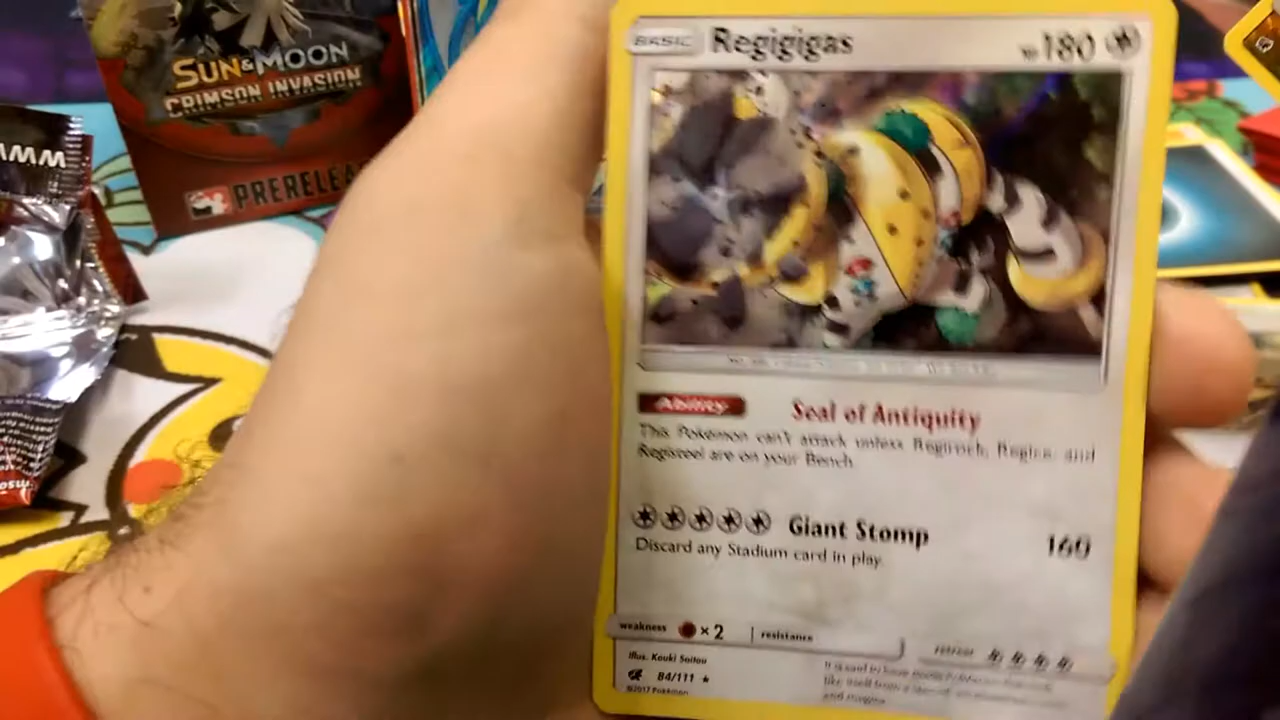 SUN & MOON
CRIMSON INVASION
PRERELEA
BASIC Regigigas HP 180
Ability Seal of Antiquity
This Pokémon can't attack unless Regirock, Regice, and
Registeel are on your Bench.
Giant Stomp 160
Discard any Stadium card in play.
weakness ×2 resistance retreat
Illus. Kouki Saitou
84/111 ★
©2017 Pokémon